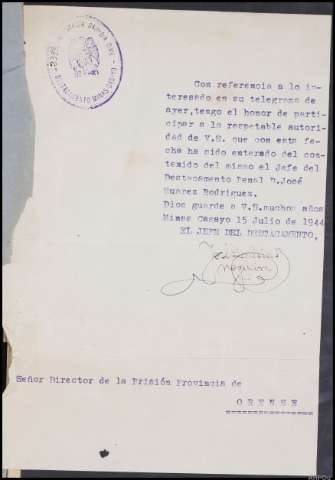 Con referencia a lo in-
teresado en su telegrama de
ayer,tengo el honor de parti-
cipar a la respetable autori-
dad de V.S. que con esta fe-
cha ha sido enterado del con-
tenido del mismo el Jefe del
Destacamento Penal D.José
Suarez Rodriguez.
Dios guarde a V.S.muchos años
Minas Casayo 15 Julio de 1944
EL JEFE DEL DESTACAMENTO,
Señor Director de la Prisión Provincia de
ORENSE